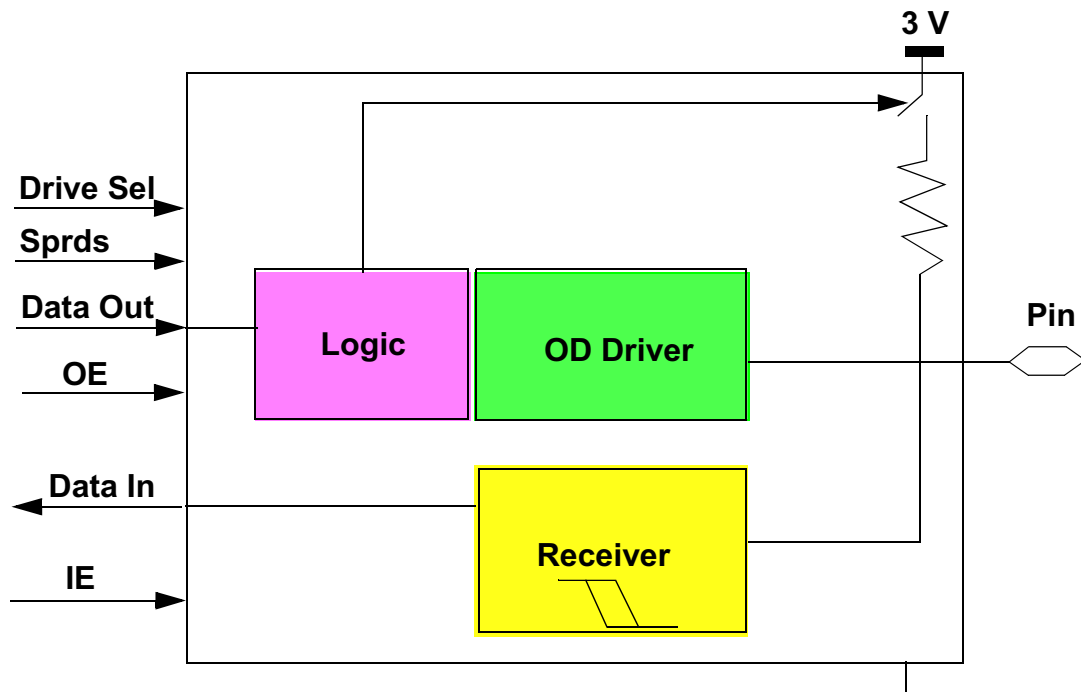 3 V
Drive Sel
Sprds
Data Out
Logic
OD Driver
Pin
OE
Data In
Receiver
IE